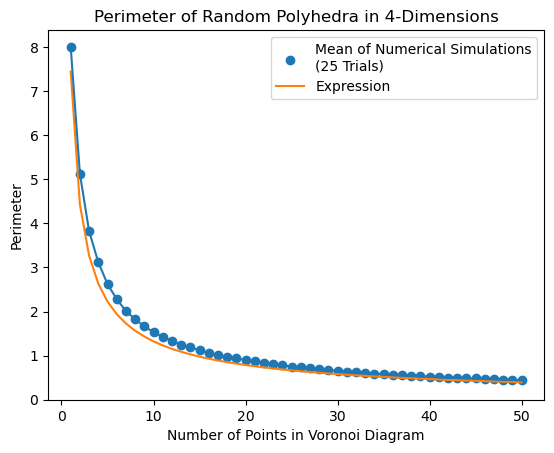 Perimeter of Random Polyhedra in 4-Dimensions
Mean of Numerical Simulations
(25 Trials)
Expression
8
7
6
5
4
3
2
1
0
Perimeter
0
10
20
30
40
50
Number of Points in Voronoi Diagram